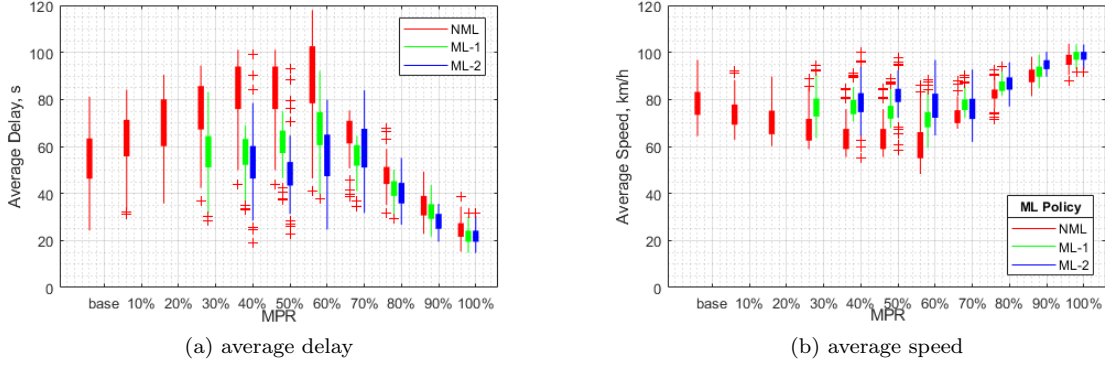 120
100
80
60
40
20
0
Average Delay, s
NML
ML-1
ML-2
base 10% 20% 30% 40% 50% 60% 70% 80% 90% 100%
MPR
(a) average delay
120
100
80
60
40
20
0
Average Speed, km/h
ML Policy
NML
ML-1
ML-2
base 10% 20% 30% 40% 50% 60% 70% 80% 90% 100%
MPR
(b) average speed